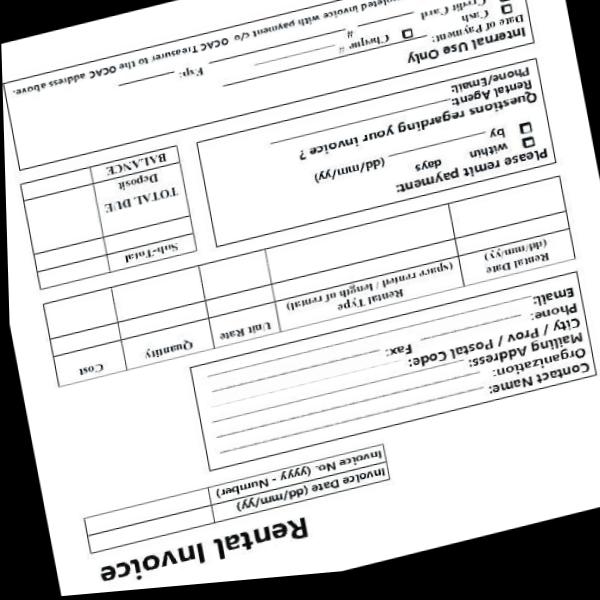 Rental Invoice
Invoice Date (dd/mm/yy)
Invoice No. (yyyy - Number)
Contact Name:
Organization:
Mailing Address:
City / Prov / Postal Code:
Phone: Fax:
Email:
Rental Date (dd/mm/yy) Rental Type (space rented / length of rental) Unit Rate Quantity Cost
Sub-Total
TOTAL DUE
Deposit
BALANCE
Please remit payment:
within days
by (dd/mm/yy)
Questions regarding your invoice ?
Rental Agent:
Phone/Email:
Internal Use Only
Date of Payment:
Cash Cheque #
Credit Card # Exp:
invoice with payment c/o OCAC Treasurer to the OCAC address above.